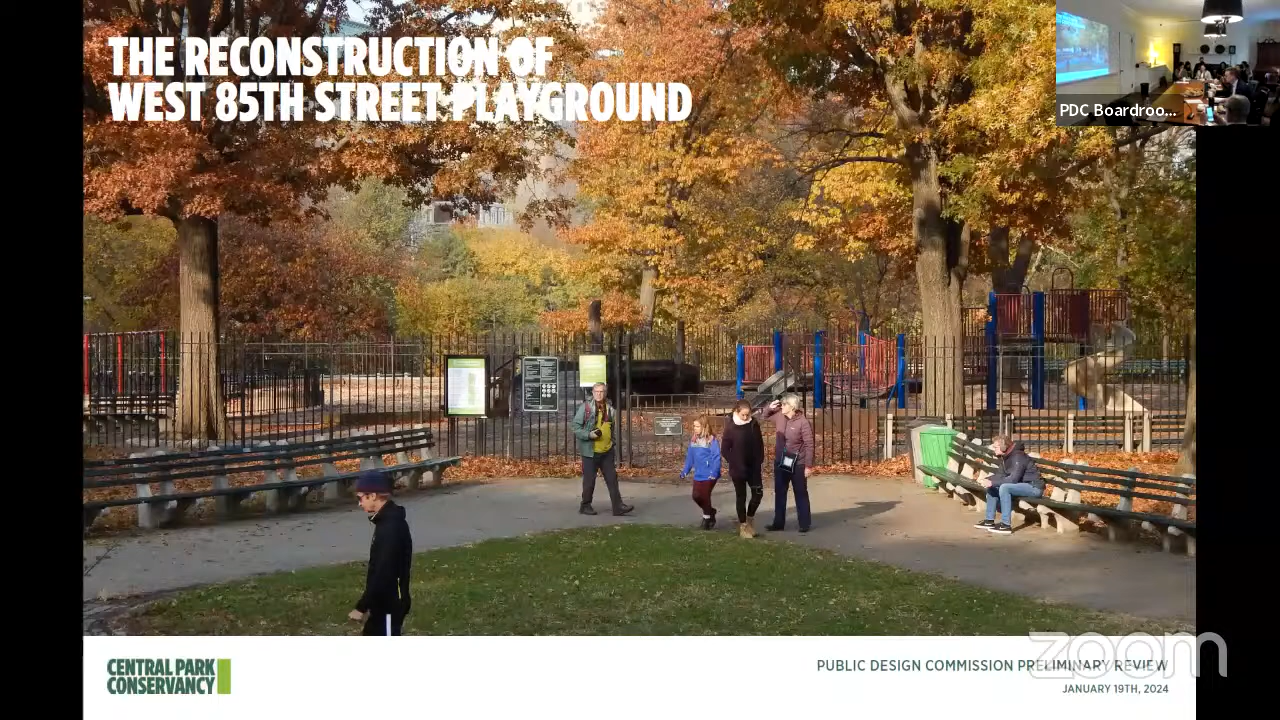 THE RECONSTRUCTION OF
WEST 85TH STREET PLAYGROUND
PDC Boardroo...
CENTRAL PARK
CONSERVANCY
PUBLIC DESIGN COMMISSION PRELIMINARY REVIEW
JANUARY 19TH, 2024
zoom